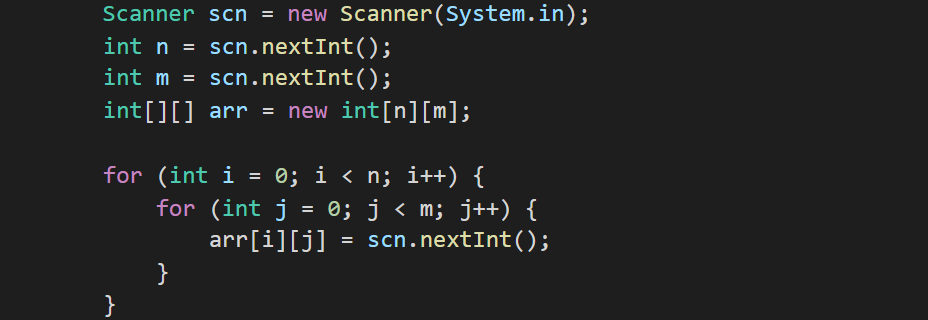 Scanner scn = new Scanner(System.in);
int n = scn.nextInt();
int m = scn.nextInt();
int[][] arr = new int[n][m];
for (int i = 0; i < n; i++) {
for (int j = 0; j < m; j++) {
arr[i][j] = scn.nextInt();
}
}